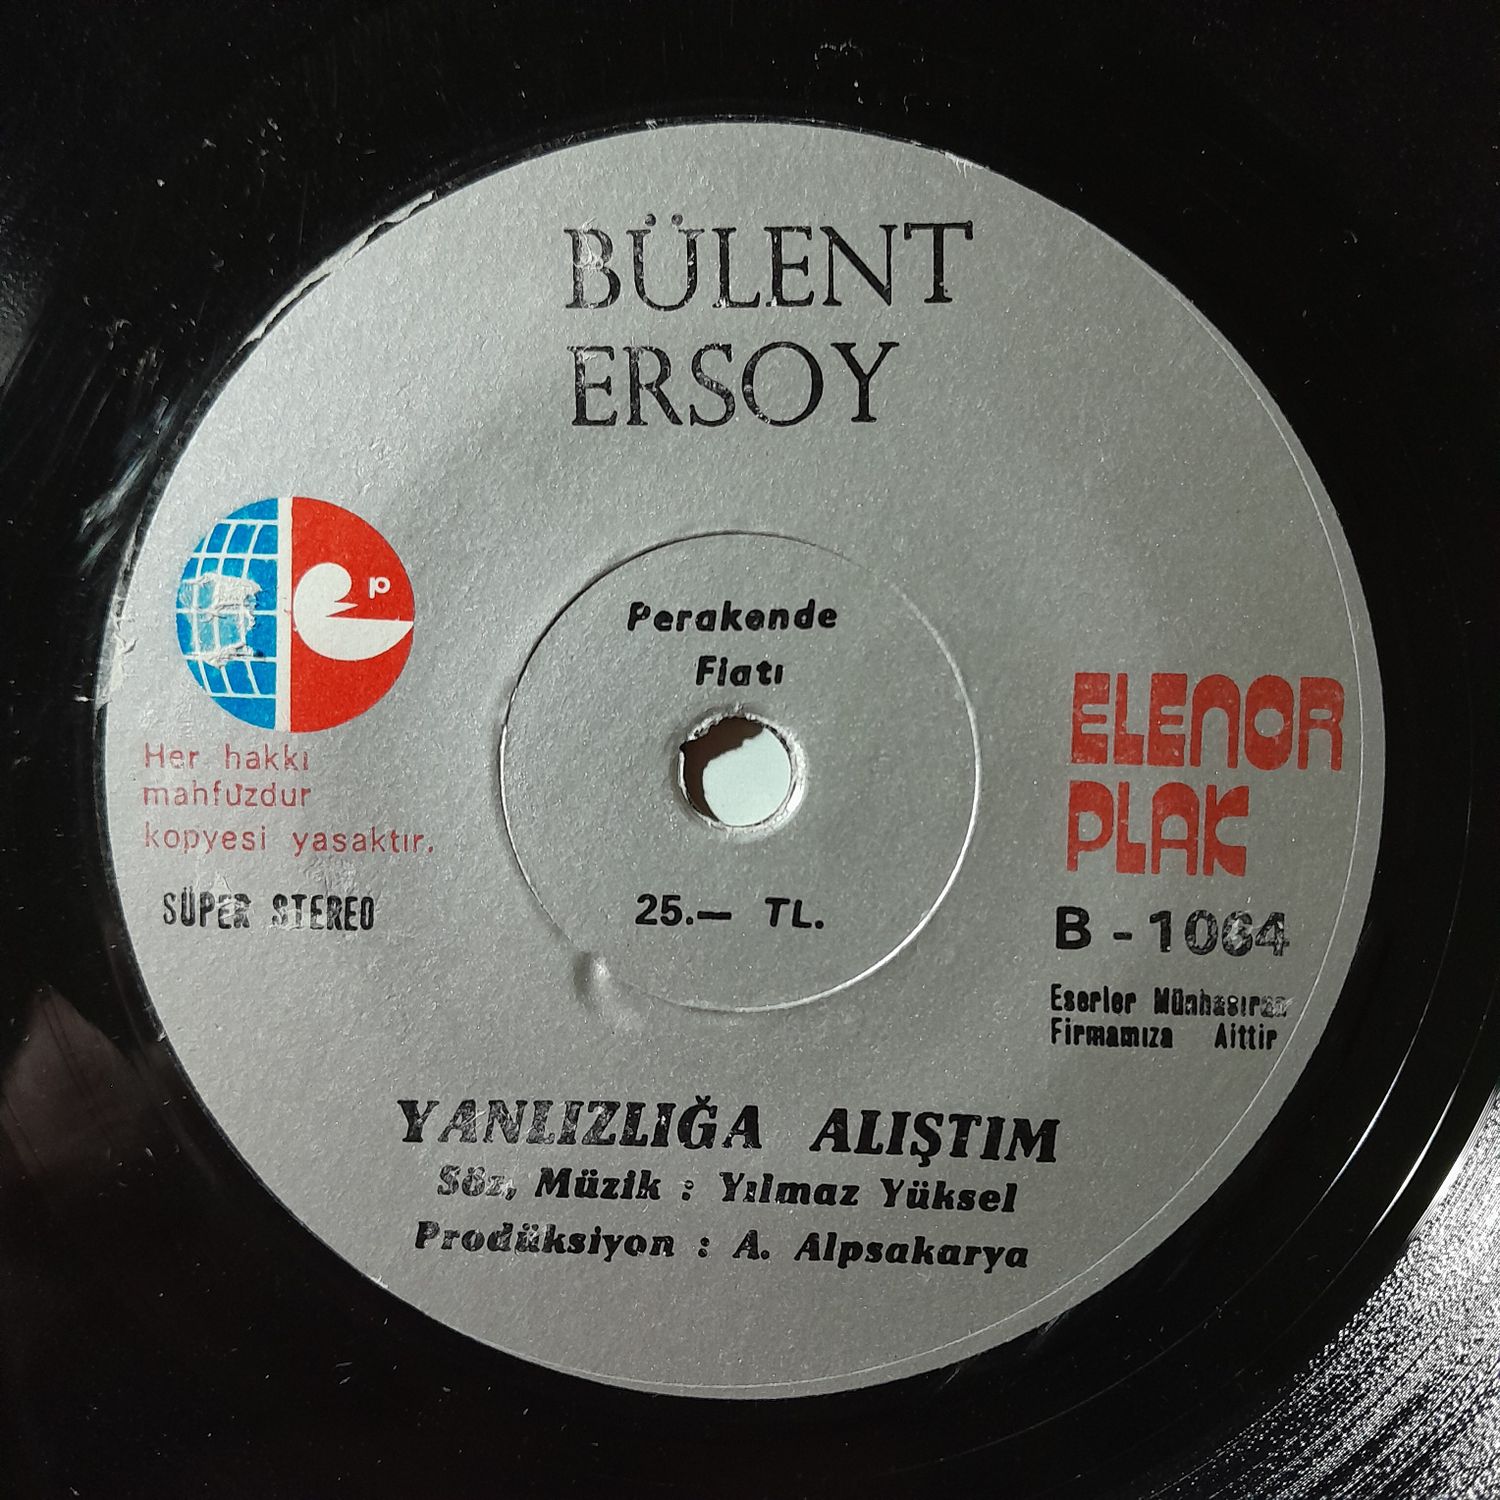 BÜLENT
ERSOY
p
Perakende
Fiatı
25.— TL.
Her hakkı
mahfuzdur
kopyesi yasaktır.
SÜPER STEREO
ELENOR
PLAK
B - 1064
Eserler Münhasıran
Firmamıza Aittir
YANLIZLIĞA ALIŞTIM
Söz, Müzik : Yılmaz Yüksel
Prodüksiyon : A. Alpsakarya